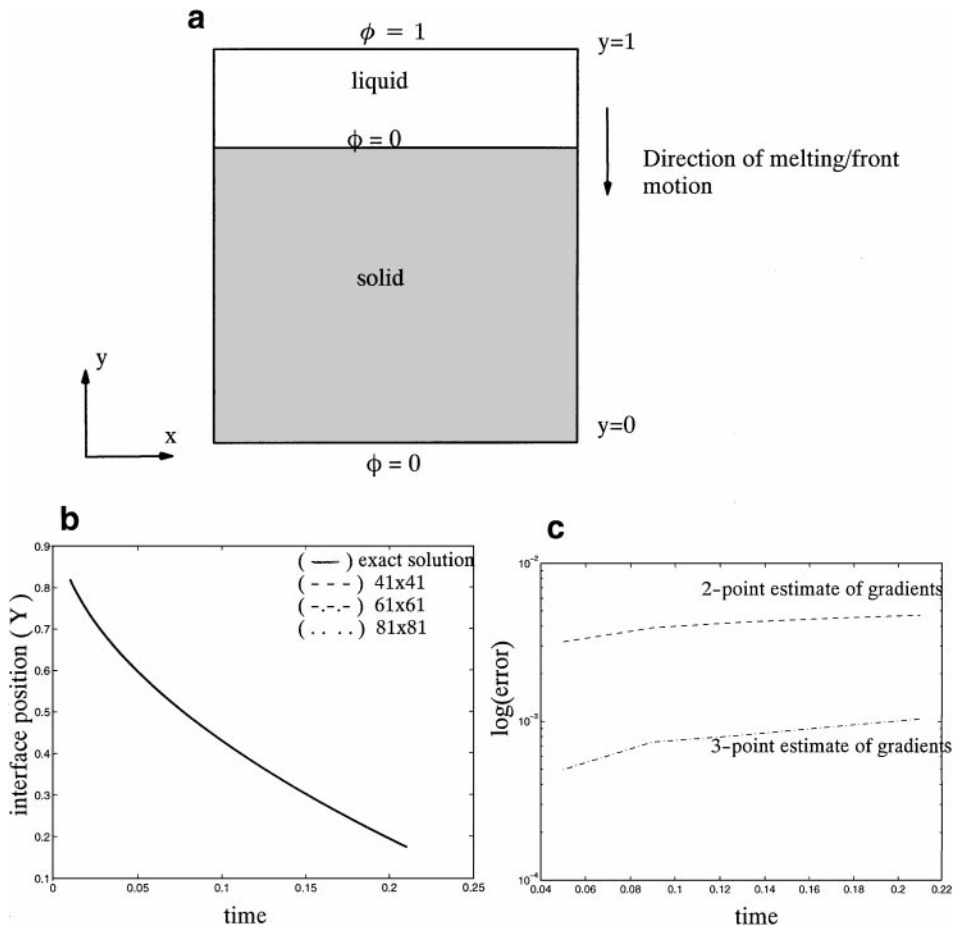 a
ϕ = 1
y=1
liquid
ϕ = 0
Direction of melting/front
motion
solid
y
x
y=0
ϕ = 0
b
0.9
0.8
0.7
0.6
0.5
0.4
0.3
0.2
0.1
0
0.05
0.1
0.15
0.2
0.25
interface position ( Y )
time
( — ) exact solution
( - - - - ) 41x41
( -.-.- ) 61x61
( . . . . ) 81x81
c
10⁻²
10⁻³
10⁻⁴
0.04
0.06
0.08
0.1
0.12
0.14
0.16
0.18
0.2
0.22
log(error)
time
2-point estimate of gradients
3-point estimate of gradients